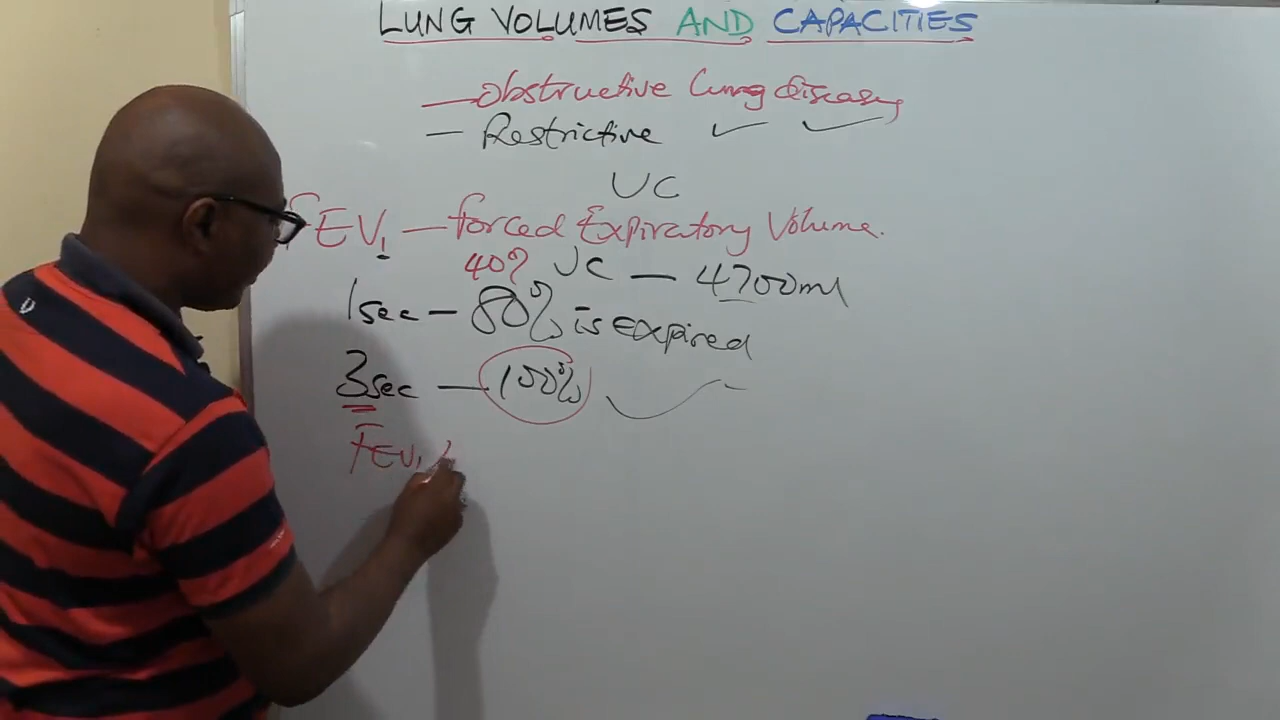 LUNG VOLUMES AND CAPACITIES
— Obstructive lung disease
— Restrictive
VC
FEV1 — Forced Expiratory Volume.
40% VC — 4700ml
1sec — 80% is expired
3sec — 100%
FEV1 /